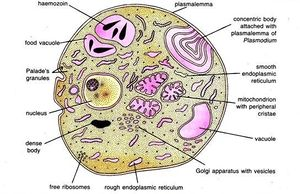 haemozoin
plasmalemma
food vacuole
concentric body
attached with
plasmalemma of
Plasmodium
Palade's
granules
smooth
endoplasmic
reticulum
mitochondrion
with peripheral
cristae
nucleus
vacuole
dense
body
Golgi apparatus with vesicles
free ribosomes
rough endoplasmic reticulum